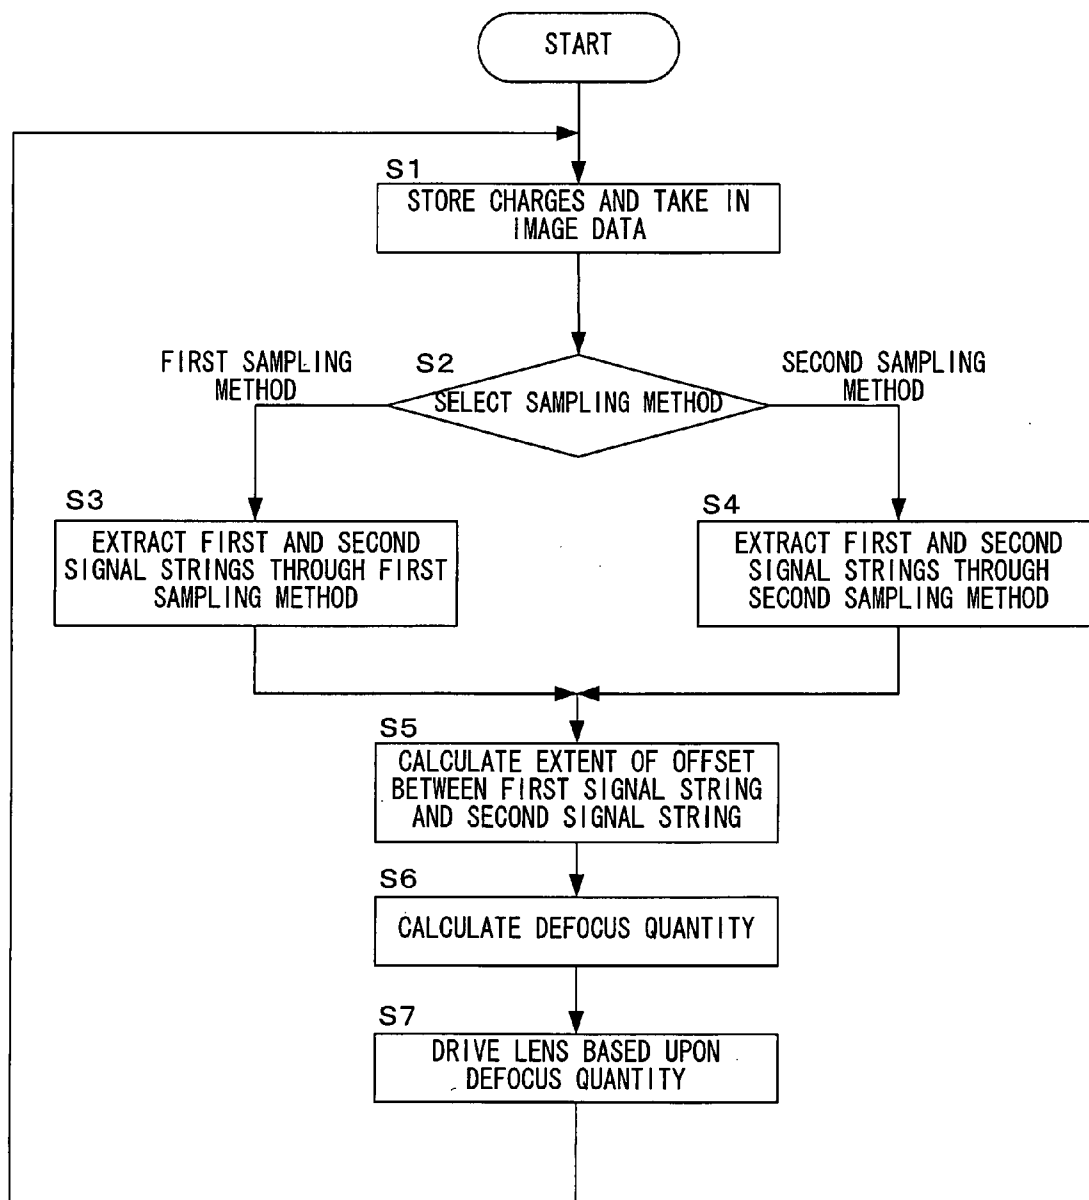 START
S1
STORE CHARGES AND TAKE IN
IMAGE DATA
FIRST SAMPLING
METHOD
S2
SELECT SAMPLING METHOD
SECOND SAMPLING
METHOD
S3
EXTRACT FIRST AND SECOND
SIGNAL STRINGS THROUGH FIRST
SAMPLING METHOD
S4
EXTRACT FIRST AND SECOND
SIGNAL STRINGS THROUGH
SECOND SAMPLING METHOD
S5
CALCULATE EXTENT OF OFFSET
BETWEEN FIRST SIGNAL STRING
AND SECOND SIGNAL STRING
S6
CALCULATE DEFOCUS QUANTITY
S7
DRIVE LENS BASED UPON
DEFOCUS QUANTITY